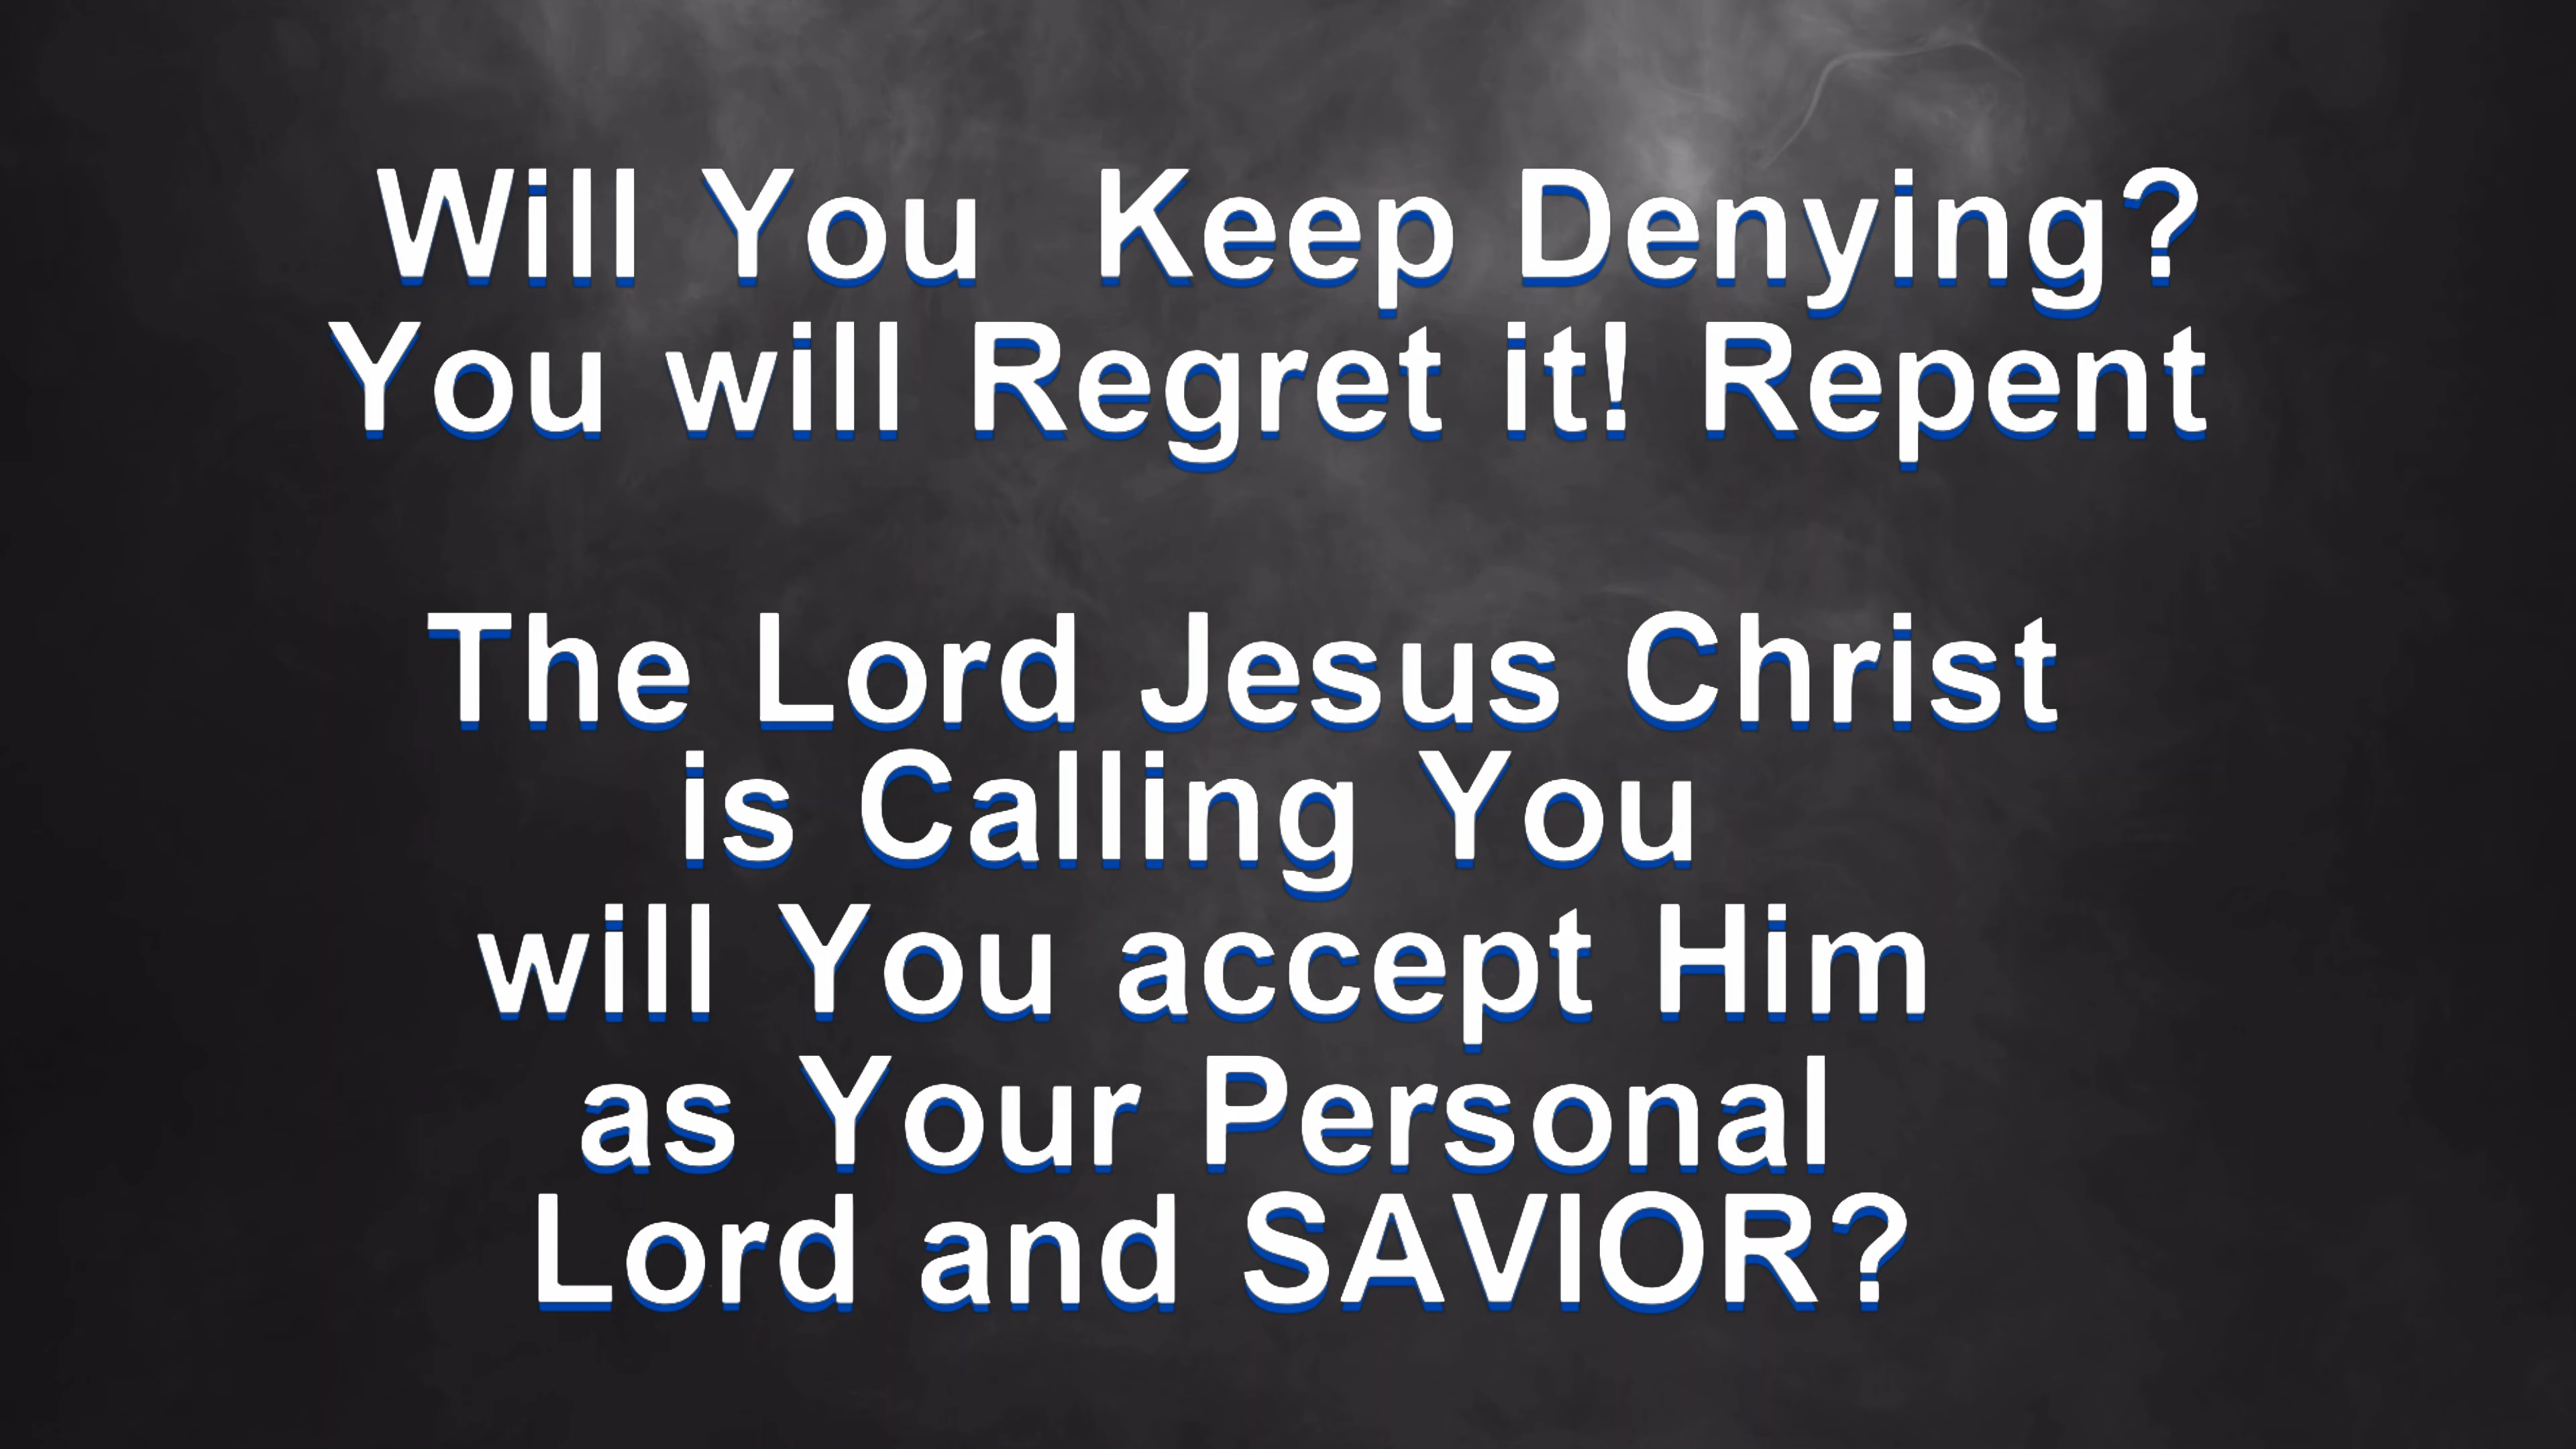 Will You  Keep Denying?
You will Regret it! Repent
The Lord Jesus Christ
is Calling You
will You accept Him
as Your Personal
Lord and SAVIOR?